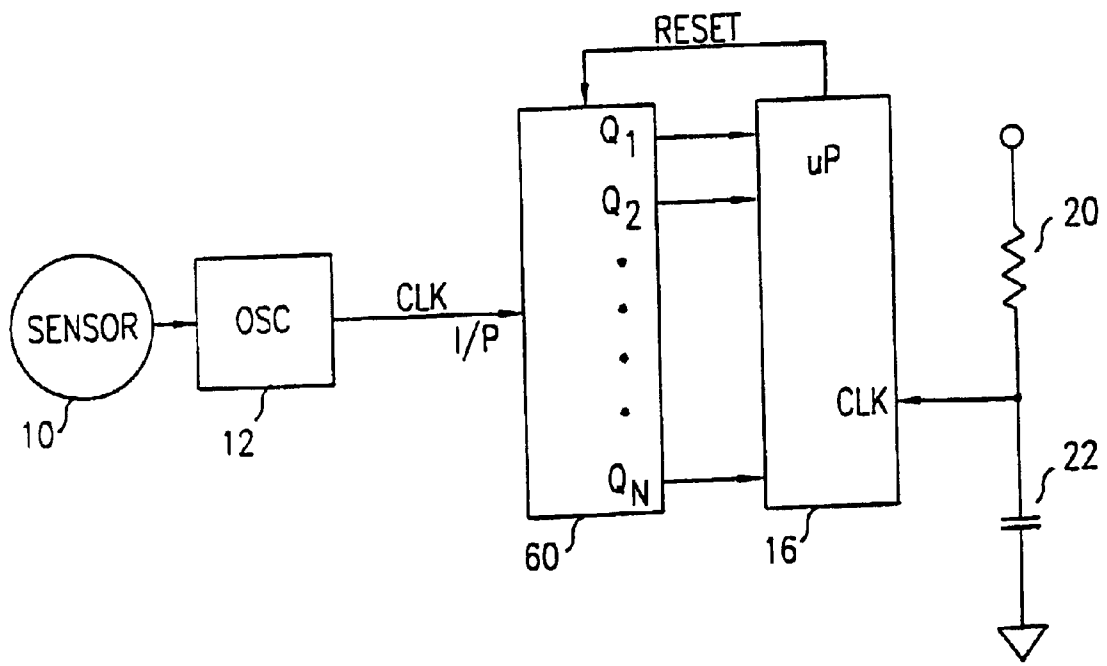 RESET
Q1
Q2
QN
uP
CLK
SENSOR
OSC
CLK
I/P
10
12
60
16
20
22